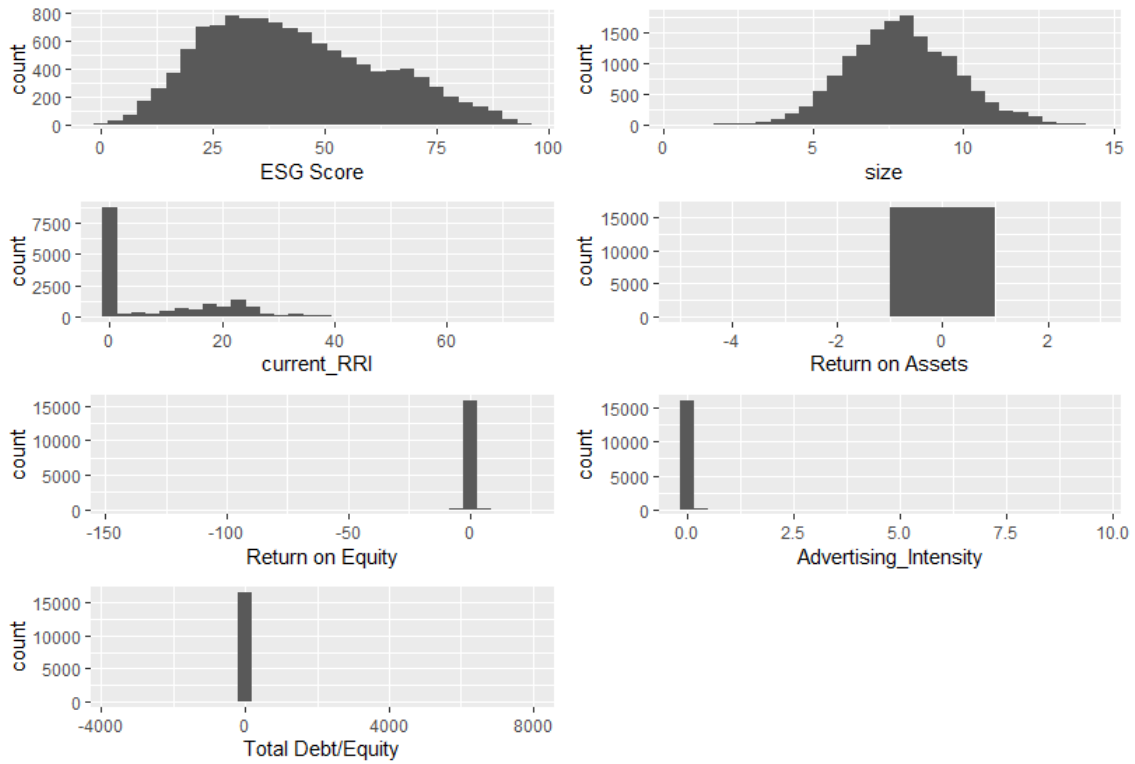 800
600
400
200
0
count
0 25 50 75 100
ESG Score
1500
1000
500
0
count
0 5 10 15
size
7500
5000
2500
0
count
0 20 40 60
current_RRI
15000
10000
5000
0
count
-4 -2 0 2
Return on Assets
15000
10000
5000
0
count
-150 -100 -50 0
Return on Equity
15000
10000
5000
0
count
0.0 2.5 5.0 7.5 10.0
Advertising_Intensity
15000
10000
5000
0
count
-4000 0 4000 8000
Total Debt/Equity